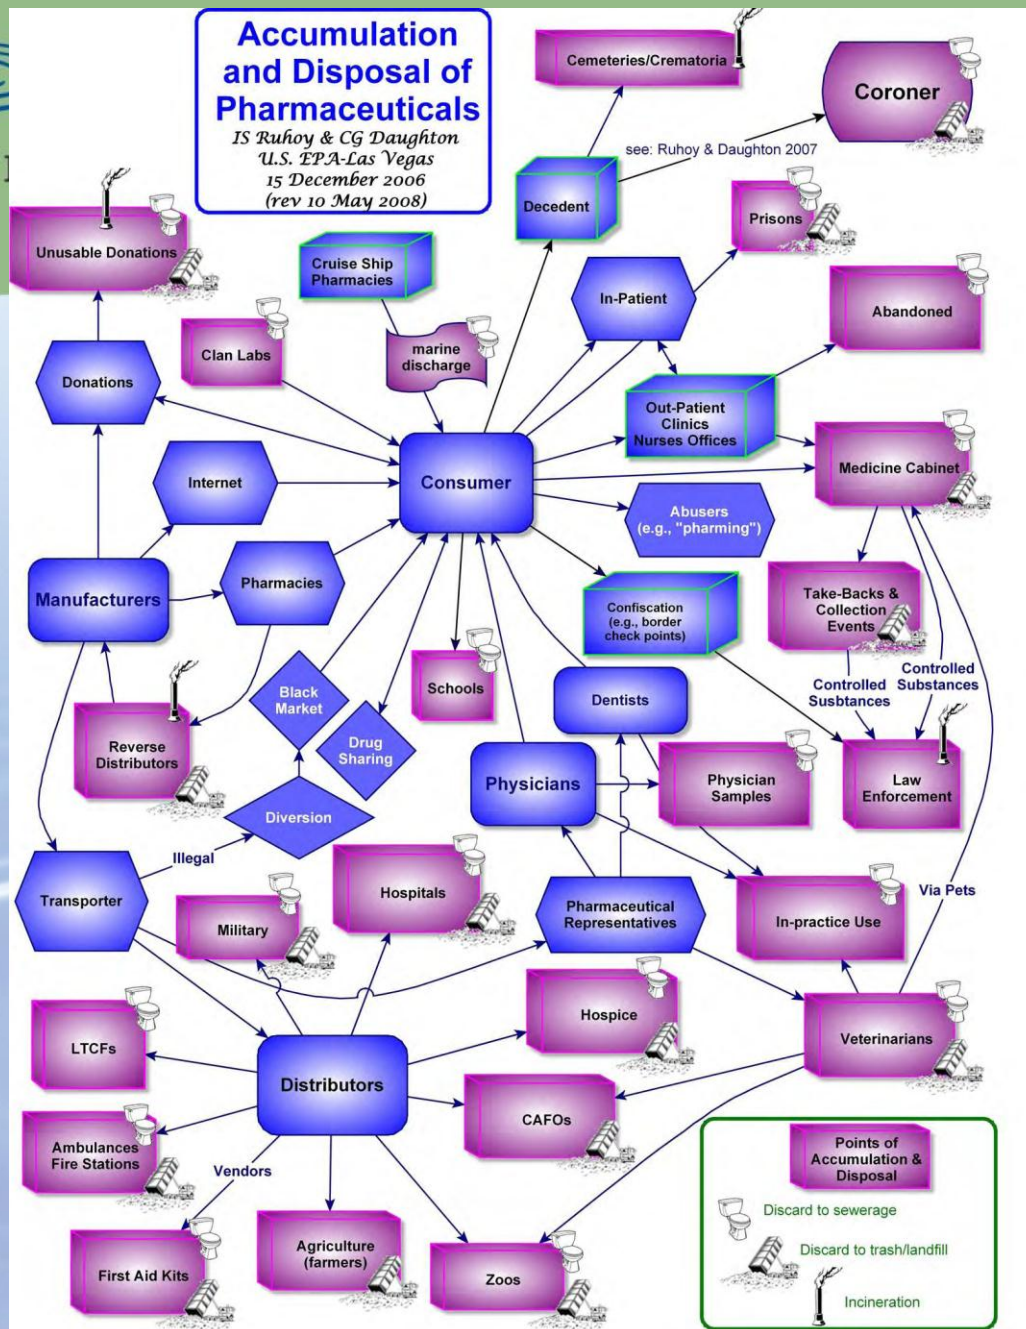 Accumulation
and Disposal of
Pharmaceuticals
IS Ruhoy & CG Daughton
U.S. EPA-Las Vegas
15 December 2006
(rev 10 May 2008)
Cemeteries/Crematoria
Coroner
see: Ruhoy & Daughton 2007
Decedent
Prisons
Unusable Donations
Cruise Ship
Pharmacies
In-Patient
Abandoned
Clan Labs
marine
discharge
Donations
Out-Patient
Clinics
Nurses Offices
Medicine Cabinet
Internet
Consumer
Abusers
(e.g., "pharming")
Manufacturers
Pharmacies
Confiscation
(e.g., border
check points)
Take-Backs &
Collection
Events
Controlled
Substances
Controlled
Susbtances
Black
Market
Schools
Dentists
Drug
Sharing
Reverse
Distributors
Physicians
Physician
Samples
Law
Enforcement
Diversion
Illegal
Transporter
Hospitals
Military
Pharmaceutical
Representatives
In-practice Use
Via Pets
Hospice
Veterinarians
LTCFs
Distributors
CAFOs
Ambulances
Fire Stations
Vendors
First Aid Kits
Agriculture
(farmers)
Zoos
Points of
Accumulation &
Disposal
Discard to sewerage
Discard to trash/landfill
Incineration